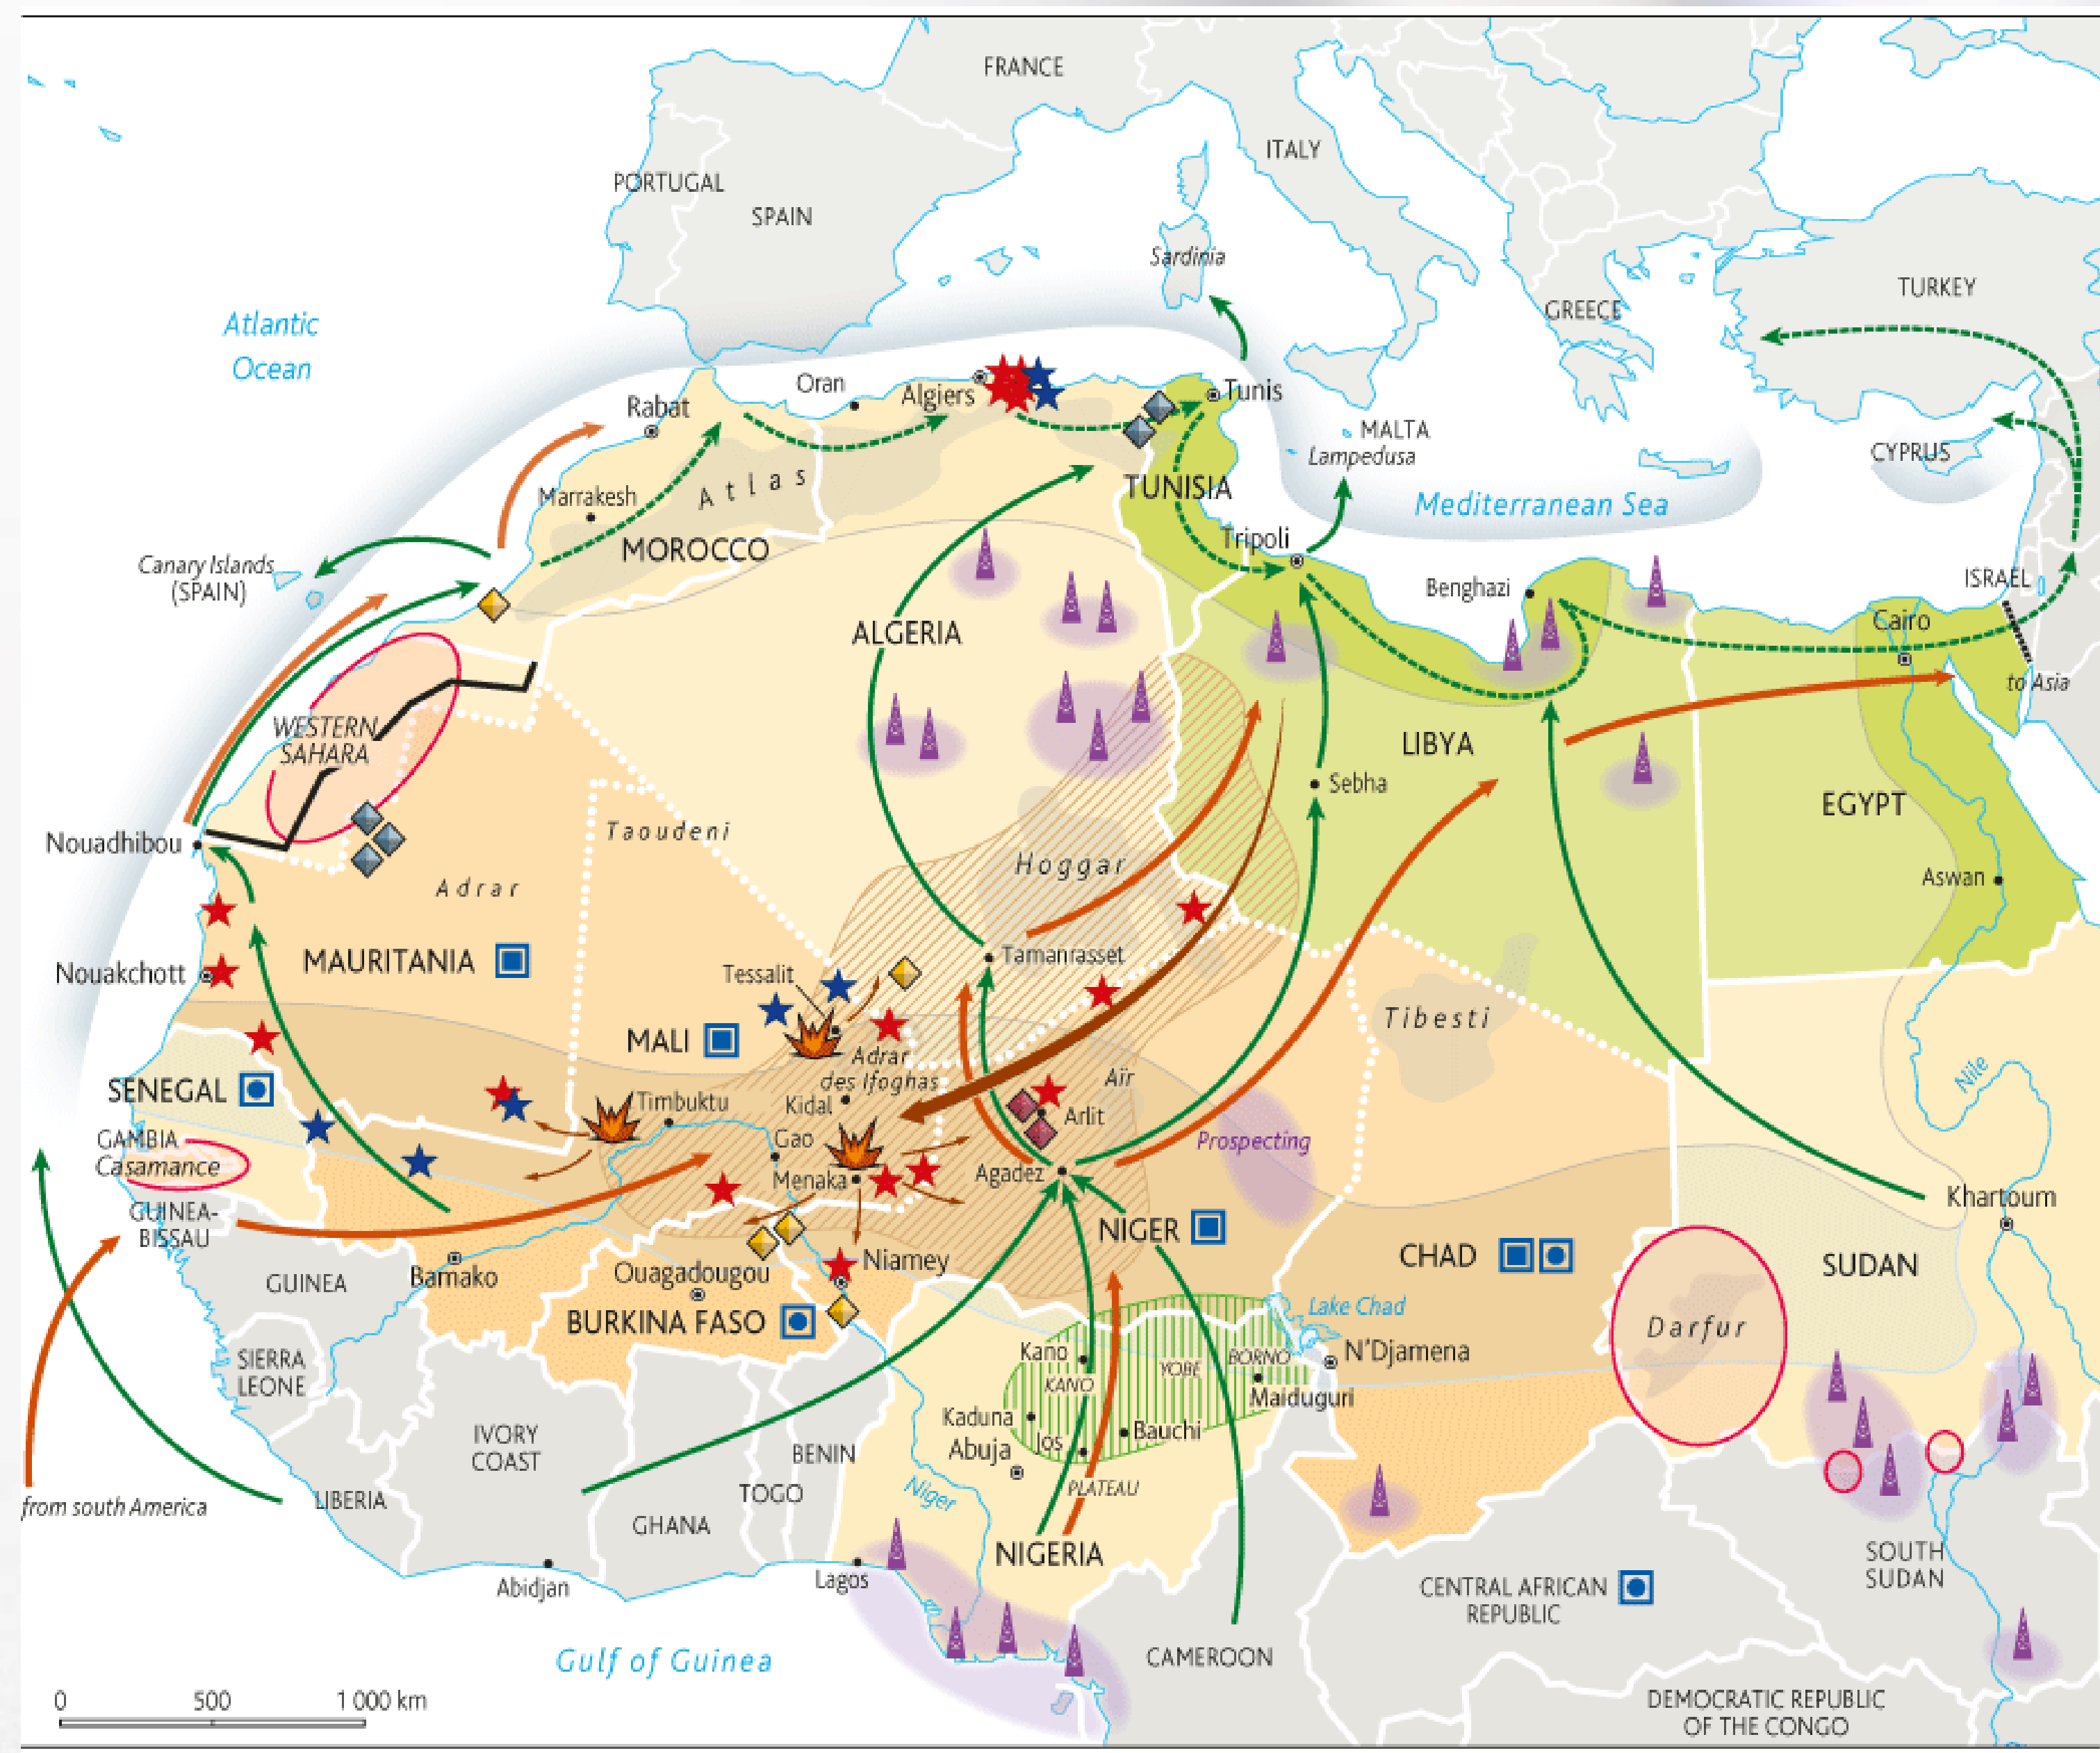 FRANCE
ITALY
PORTUGAL
SPAIN
Sardinia
TURKEY
GREECE
Atlantic
Ocean
Oran
Algiers
Tunis
Rabat
MALTA
Lampedusa
CYPRUS
Marrakesh
Atlas
TUNISIA
Mediterranean Sea
MOROCCO
Tripoli
Canary Islands
(SPAIN)
Benghazi
ISRAEL
Cairo
ALGERIA
to Asia
WESTERN
SAHARA
LIBYA
Sebha
EGYPT
Nouadhibou
Taoudeni
Hoggar
Adrar
Aswan
MAURITANIA
Nouakchott
Tessalit
Tamanrasset
Tibesti
MALI
Adrar
des Ifoghas
Aïr
Nile
SENEGAL
Timbuktu
Kidal
Arlit
GAMBIA
Casamance
Gao
Prospecting
Menaka
Agadez
Khartoum
GUINEA-
BISSAU
NIGER
CHAD
SUDAN
GUINEA
Bamako
Ouagadougou
Niamey
BURKINA FASO
Lake Chad
Darfur
SIERRA
LEONE
Kano
KANO
YOBE
BORNO
N'Djamena
Maiduguri
IVORY
COAST
BENIN
Kaduna
Abuja
Jos
Bauchi
PLATEAU
from south America
LIBERIA
TOGO
Niger
GHANA
NIGERIA
SOUTH
SUDAN
Abidjan
Lagos
CENTRAL AFRICAN
REPUBLIC
Gulf of Guinea
CAMEROON
0 500 1 000 km
DEMOCRATIC REPUBLIC
OF THE CONGO